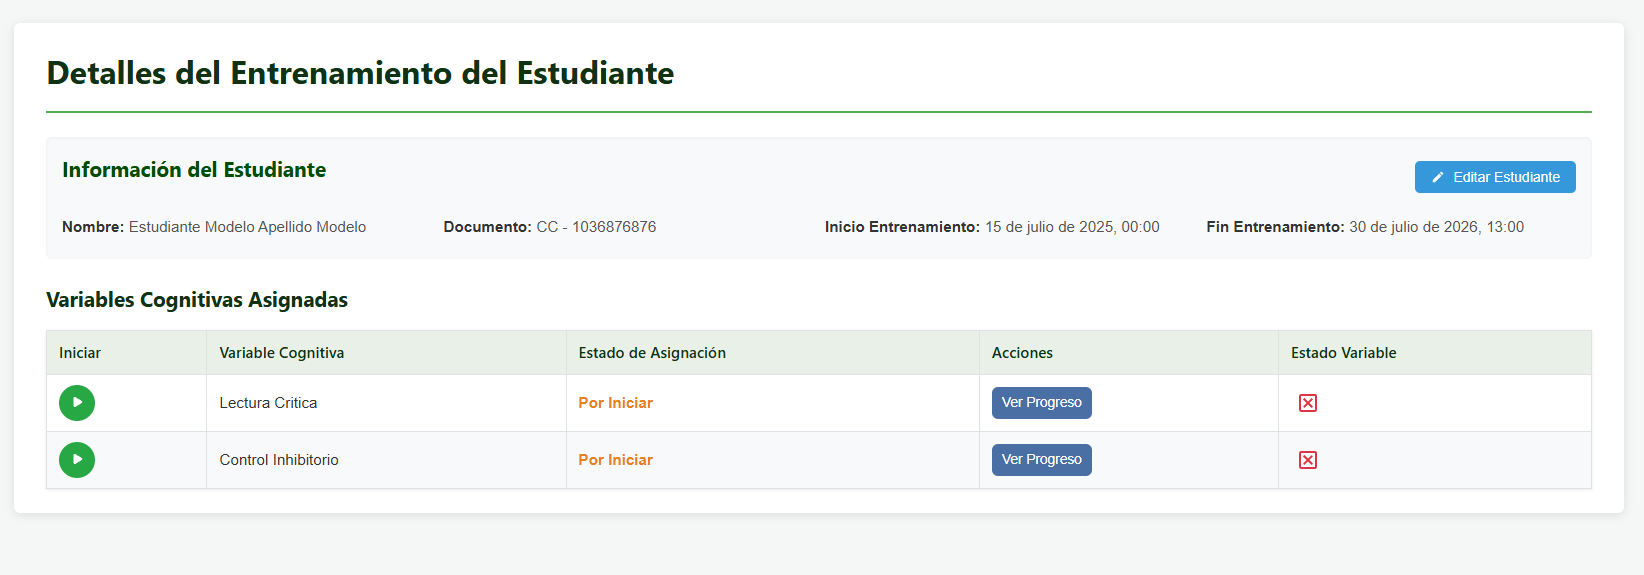 Detalles del Entrenamiento del Estudiante
Información del Estudiante
Editar Estudiante
Nombre: Estudiante Modelo Apellido Modelo
Documento: CC - 1036876876
Inicio Entrenamiento: 15 de julio de 2025, 00:00
Fin Entrenamiento: 30 de julio de 2026, 13:00
Variables Cognitivas Asignadas
Iniciar Variable Cognitiva Estado de Asignación Acciones Estado Variable
Lectura Critica Por Iniciar Ver Progreso
Control Inhibitorio Por Iniciar Ver Progreso